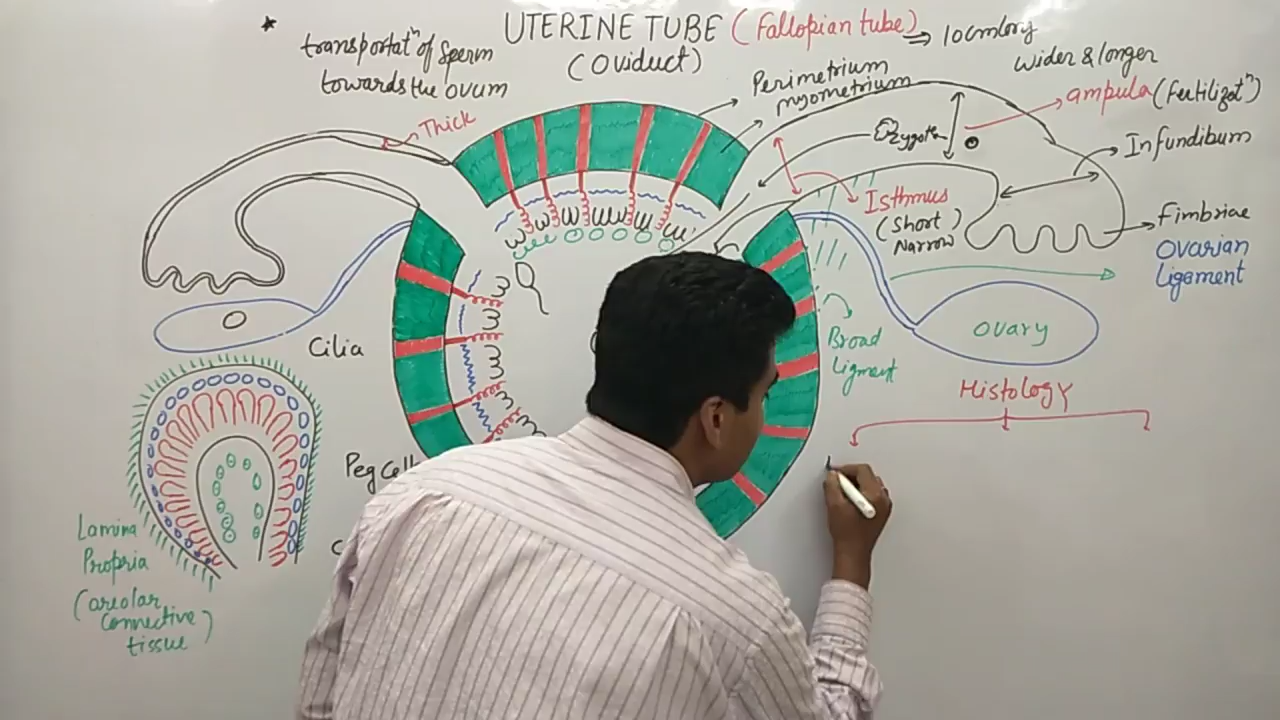 UTERINE TUBE (Fallopian tube) ⇒ 10cm long
(Oviduct)
transportatⁿ of sperm
towards the ovum
Thick
Perimetrium
myometrium
Zygote
wider & longer
ampula (Fertilizatⁿ)
Infundibum
Isthmus
(Short
Narrow)
Fimbriae
Ovarian
Ligament
Ovary
Broad
ligment
Histology
Cilia
Peg Cell
Lamina
Propria
(areolar
connective
tissue)